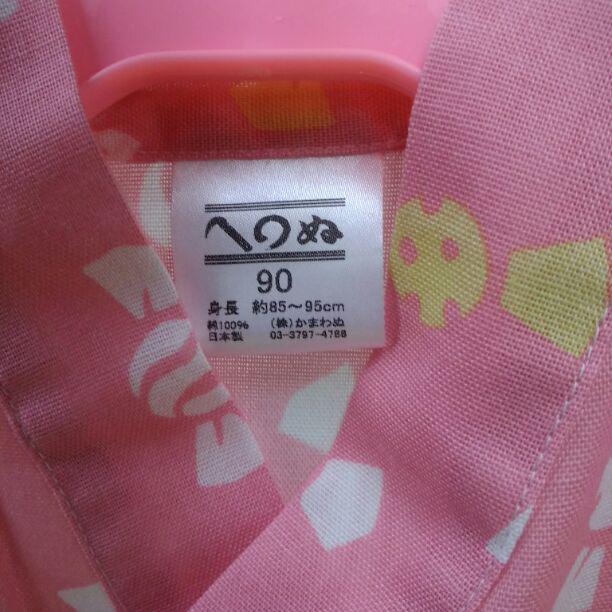 へのぬ
90
身長 約85～95cm
綿100% (株)かまわぬ
日本製 03-3797-4788